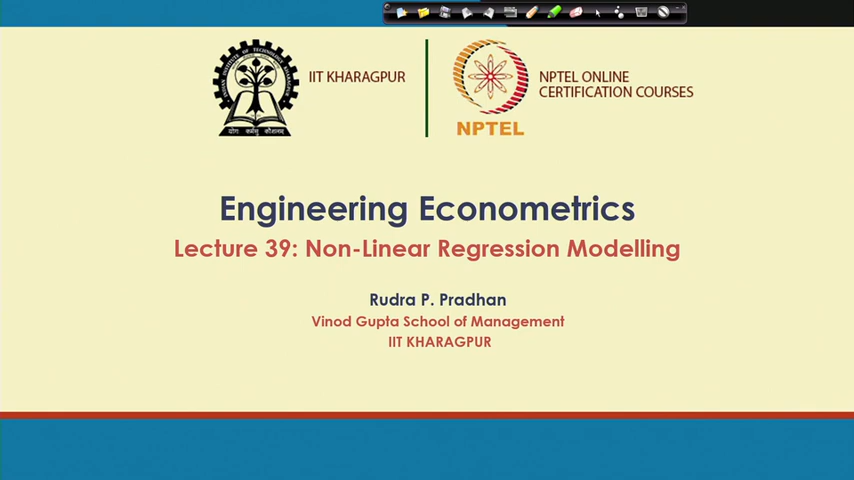 IIT KHARAGPUR
NPTEL ONLINE
CERTIFICATION COURSES
NPTEL
Engineering Econometrics
Lecture 39: Non-Linear Regression Modelling
Rudra P. Pradhan
Vinod Gupta School of Management
IIT KHARAGPUR